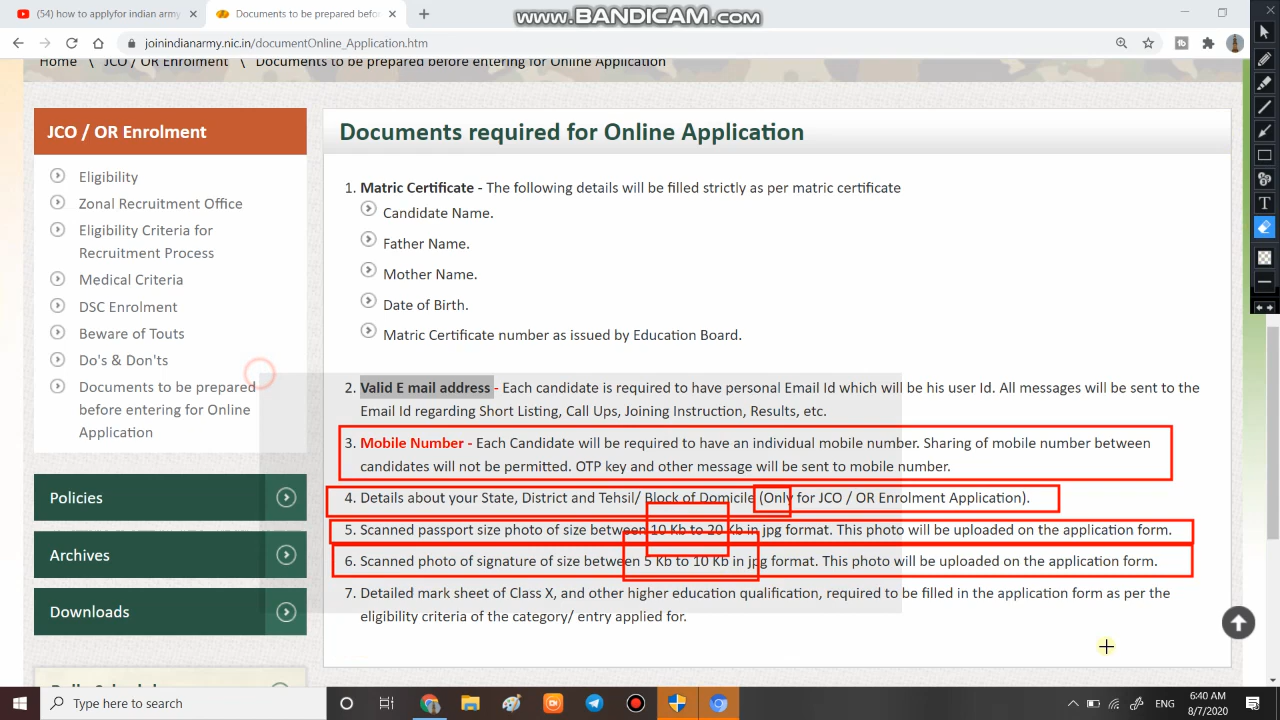 (54) how to applyfor indian army
Documents to be prepared befo
www.BANDICAM.com
joinindianarmy.nic.in/documentOnline_Application.htm
Home \ JCO / OR Enrolment \ Documents to be prepared before entering for Online Application
JCO / OR Enrolment
Eligibility
Zonal Recruitment Office
Eligibility Criteria for
Recruitment Process
Medical Criteria
DSC Enrolment
Beware of Touts
Do's & Don'ts
Documents to be prepared
before entering for Online
Application
Policies
Archives
Downloads
Documents required for Online Application
1. Matric Certificate - The following details will be filled strictly as per matric certificate
Candidate Name.
Father Name.
Mother Name.
Date of Birth.
Matric Certificate number as issued by Education Board.
2. Valid E mail address - Each candidate is required to have personal Email Id which will be his user Id. All messages will be sent to the
Email Id regarding Short Listing, Call Ups, Joining Instruction, Results, etc.
3. Mobile Number - Each Candidate will be required to have an individual mobile number. Sharing of mobile number between
candidates will not be permitted. OTP key and other message will be sent to mobile number.
4. Details about your State, District and Tehsil/ Block of Domicile (Only for JCO / OR Enrolment Application).
5. Scanned passport size photo of size between 10 Kb to 20 Kb in jpg format. This photo will be uploaded on the application form.
6. Scanned photo of signature of size between 5 Kb to 10 Kb in jpg format. This photo will be uploaded on the application form.
7. Detailed mark sheet of Class X, and other higher education qualification, required to be filled in the application form as per the
eligibility criteria of the category/ entry applied for.
Type here to search
ENG
6:40 AM
8/7/2020